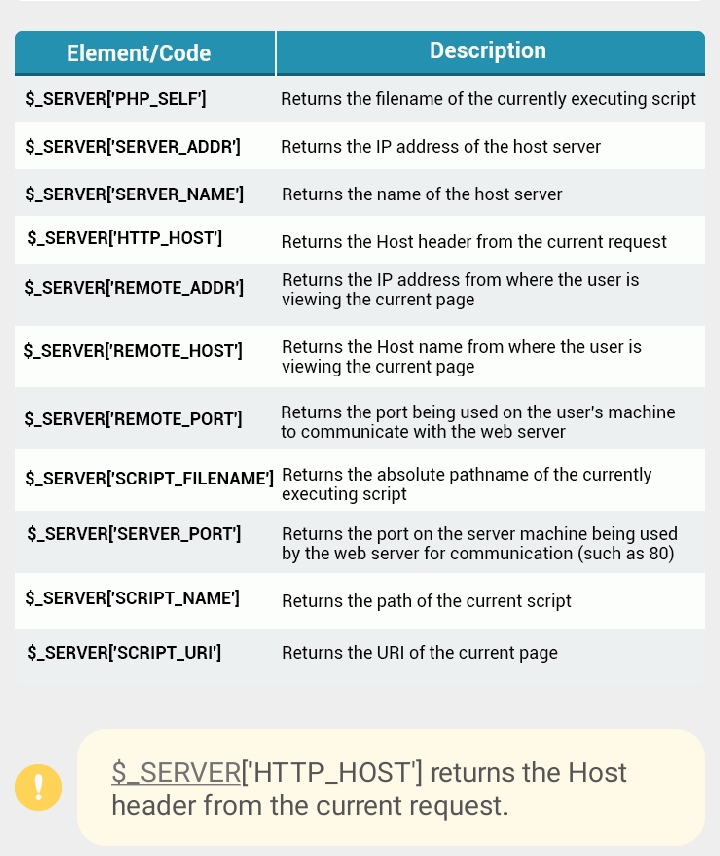 Element/Code Description
$_SERVER['PHP_SELF'] Returns the filename of the currently executing script
$_SERVER['SERVER_ADDR'] Returns the IP address of the host server
$_SERVER['SERVER_NAME'] Returns the name of the host server
$_SERVER['HTTP_HOST'] Returns the Host header from the current request
$_SERVER['REMOTE_ADDR'] Returns the IP address from where the user is
viewing the current page
$_SERVER['REMOTE_HOST'] Returns the Host name from where the user is
viewing the current page
$_SERVER['REMOTE_PORT'] Returns the port being used on the user's machine
to communicate with the web server
$_SERVER['SCRIPT_FILENAME'] Returns the absolute pathname of the currently
executing script
$_SERVER['SERVER_PORT'] Returns the port on the server machine being used
by the web server for communication (such as 80)
$_SERVER['SCRIPT_NAME'] Returns the path of the current script
$_SERVER['SCRIPT_URI'] Returns the URI of the current page
!
$_SERVER['HTTP_HOST'] returns the Host
header from the current request.